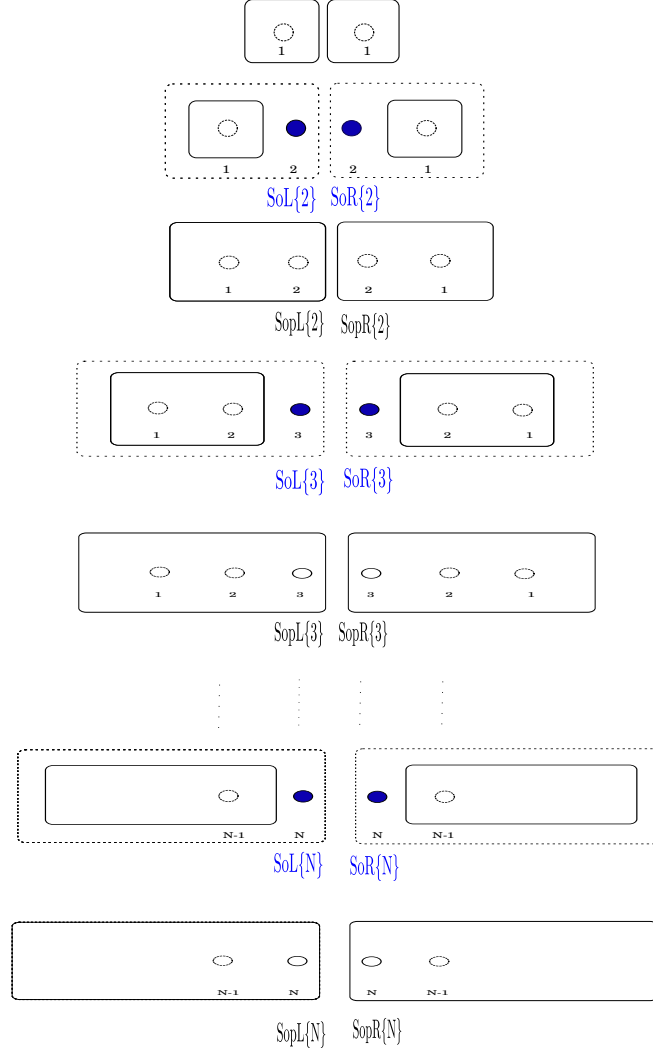 1 1
1 2 2 1
SoL{2} SoR{2}
1 2 2 1
SopL{2} SopR{2}
1 2 3 3 2 1
SoL{3} SoR{3}
1 2 3 3 2 1
SopL{3} SopR{3}
N-1 N N N-1
SoL{N} SoR{N}
N-1 N N N-1
SopL{N} SopR{N}